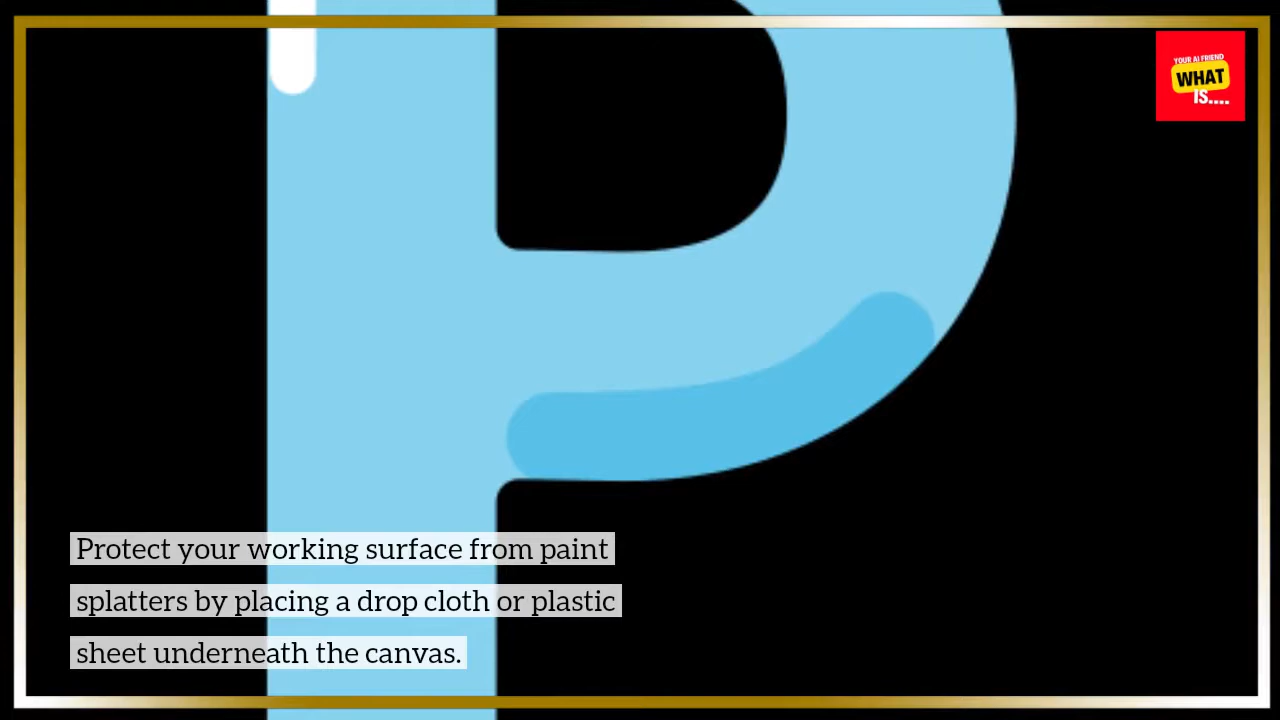 YOUR AI FRIEND
WHAT
IS....
P
Protect your working surface from paint
splatters by placing a drop cloth or plastic
sheet underneath the canvas.